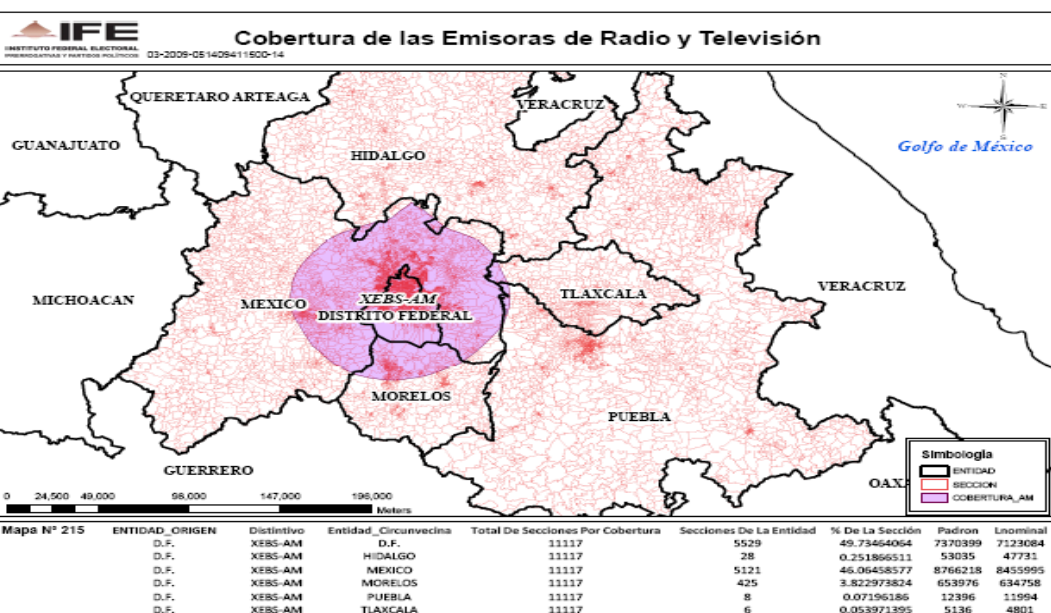 IFE
INSTITUTO FEDERAL ELECTORAL
PRERROGATIVAS Y PARTIDOS POLITICOS
03-2009-051409411500-14
Cobertura de las Emisoras de Radio y Televisión
QUERETARO ARTEAGA
VERACRUZ
N
W E
S
GUANAJUATO
HIDALGO
Golfo de México
MICHOACAN
MEXICO
XEBS-AM
DISTRITO FEDERAL
TLAXCALA
VERACRUZ
MORELOS
PUEBLA
GUERRERO
OAX
Simbología
ENTIDAD
SECCION
COBERTURA_AM
0 24,500 49,000 98,000 147,000 196,000
Meters
Mapa N° 215 ENTIDAD_ORIGEN Distintivo Entidad_Circunvecina Total De Secciones Por Cobertura Secciones De La Entidad % De La Sección Padron Lnominal
D.F. XEBS-AM D.F. 11117 5529 49.73464064 7370399 7123084
D.F. XEBS-AM HIDALGO 11117 28 0.251866511 53035 47731
D.F. XEBS-AM MEXICO 11117 5121 46.06458577 8766218 8455995
D.F. XEBS-AM MORELOS 11117 425 3.822973824 653976 634758
D.F. XEBS-AM PUEBLA 11117 8 0.07196186 12396 11994
D.F. XEBS-AM TLAXCALA 11117 6 0.053971395 5136 4801